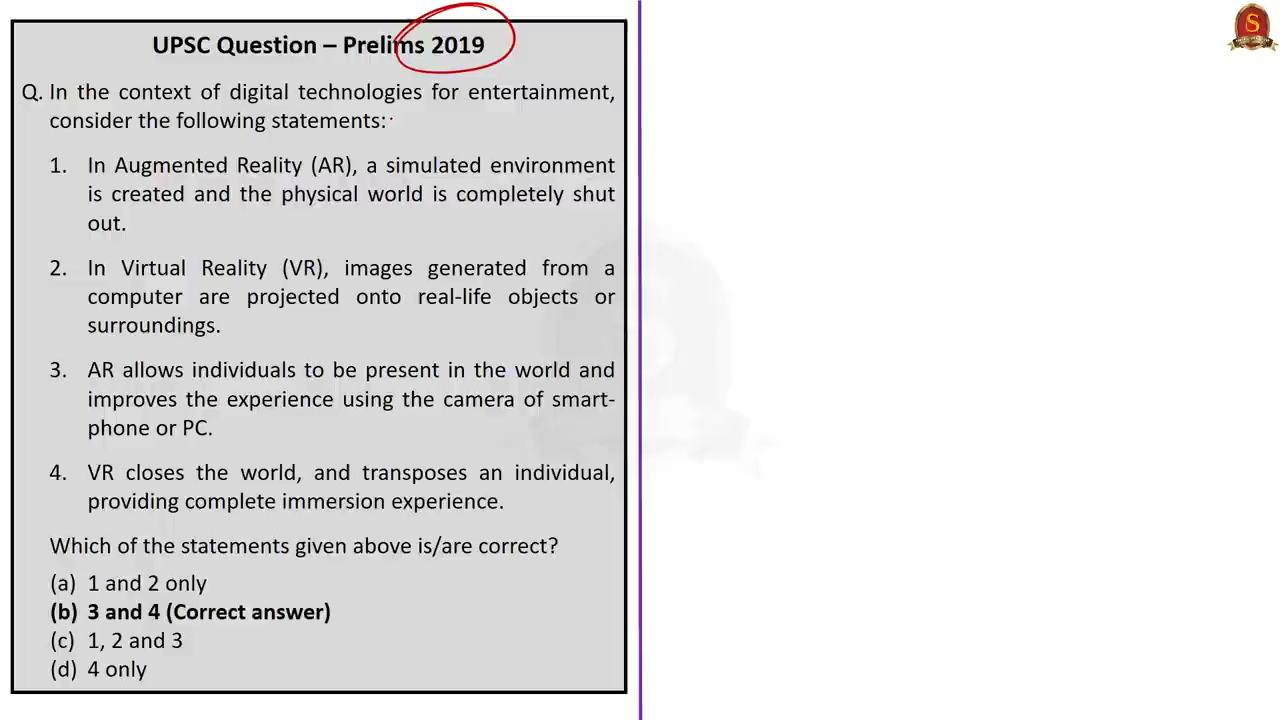 UPSC Question – Prelims 2019
Q. In the context of digital technologies for entertainment,
consider the following statements:
1. In Augmented Reality (AR), a simulated environment
is created and the physical world is completely shut
out.
2. In Virtual Reality (VR), images generated from a
computer are projected onto real-life objects or
surroundings.
3. AR allows individuals to be present in the world and
improves the experience using the camera of smart-
phone or PC.
4. VR closes the world, and transposes an individual,
providing complete immersion experience.
Which of the statements given above is/are correct?
(a) 1 and 2 only
(b) 3 and 4 (Correct answer)
(c) 1, 2 and 3
(d) 4 only
S